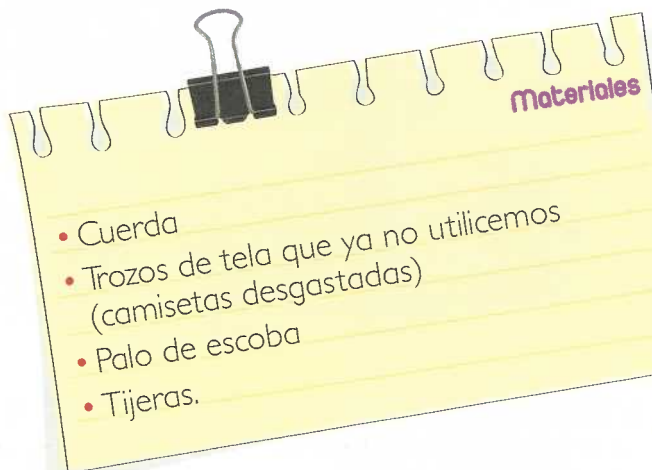 Materiales
• Cuerda
• Trozos de tela que ya no utilicemos
(camisetas desgastadas)
• Palo de escoba
• Tijeras.